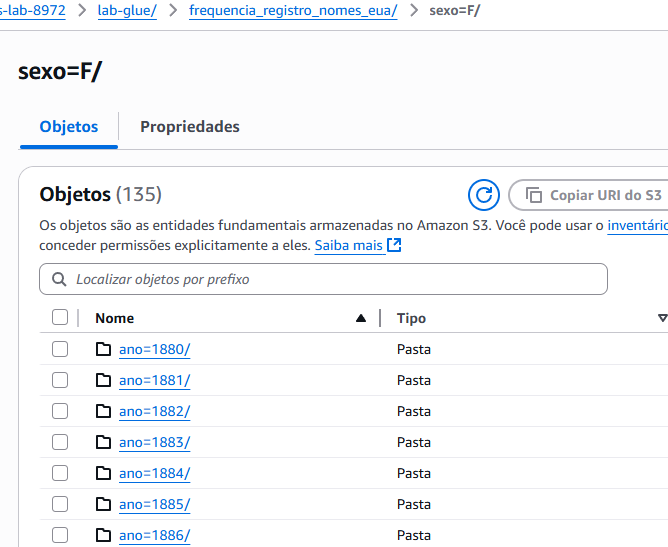 s-lab-8972 > lab-glue/ > frequencia_registro_nomes_eua/ > sexo=F/
sexo=F/
Objetos Propriedades
Objetos (135) Copiar URI do S3
Os objetos são as entidades fundamentais armazenadas no Amazon S3. Você pode usar o inventário
conceder permissões explicitamente a eles. Saiba mais
Localizar objetos por prefixo
Nome Tipo
ano=1880/ Pasta
ano=1881/ Pasta
ano=1882/ Pasta
ano=1883/ Pasta
ano=1884/ Pasta
ano=1885/ Pasta
ano=1886/ Pasta